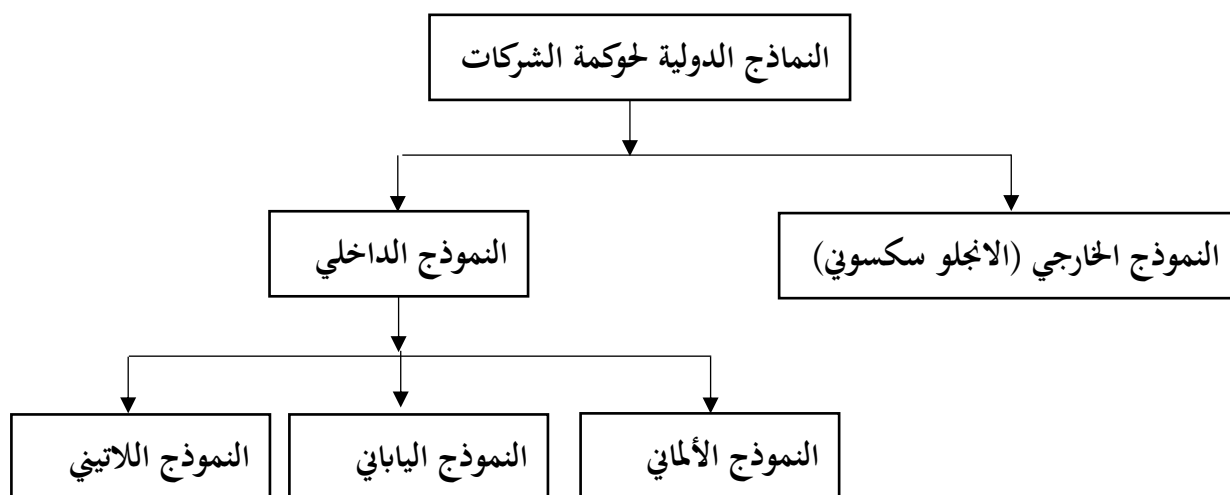 النماذج الدولية لحوكمة الشركات
النموذج الخارجي (الانجلو سكسوني)
النموذج الداخلي
النموذج الألماني
النموذج الياباني
النموذج اللاتيني